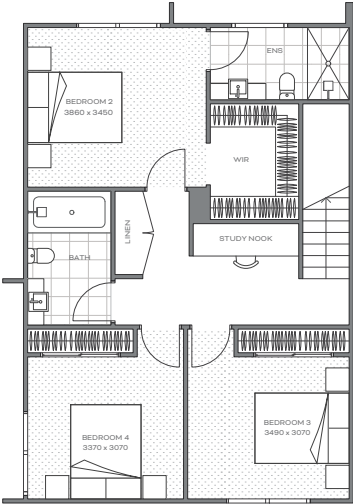 ENS
BEDROOM 2
3860 x 3450
WIR
LINEN
STUDY NOOK
BATH
BEDROOM 3
3490 x 3070
BEDROOM 4
3370 x 3070